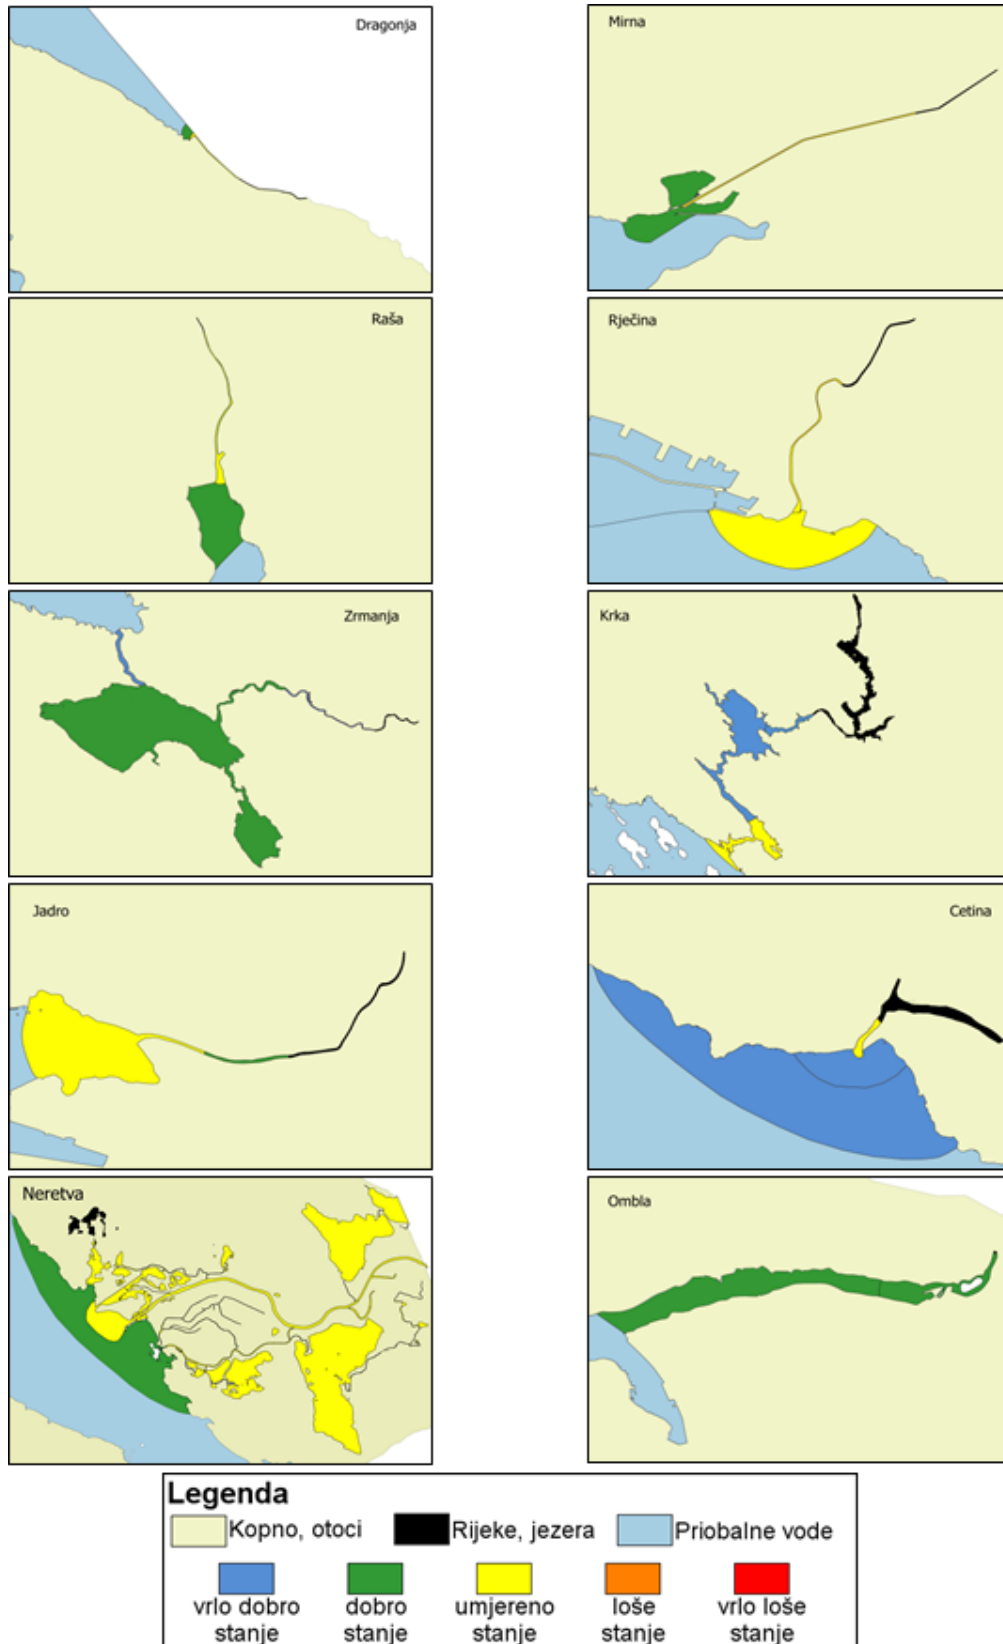 Dragonja
Mirna
Raša
Rječina
Zrmanja
Krka
Jadro
Cetina
Neretva
Ombla
Legenda
Kopno, otoci
Rijeke, jezera
Priobalne vode
vrlo dobro
stanje
dobro
stanje
umjereno
stanje
loše
stanje
vrlo loše
stanje